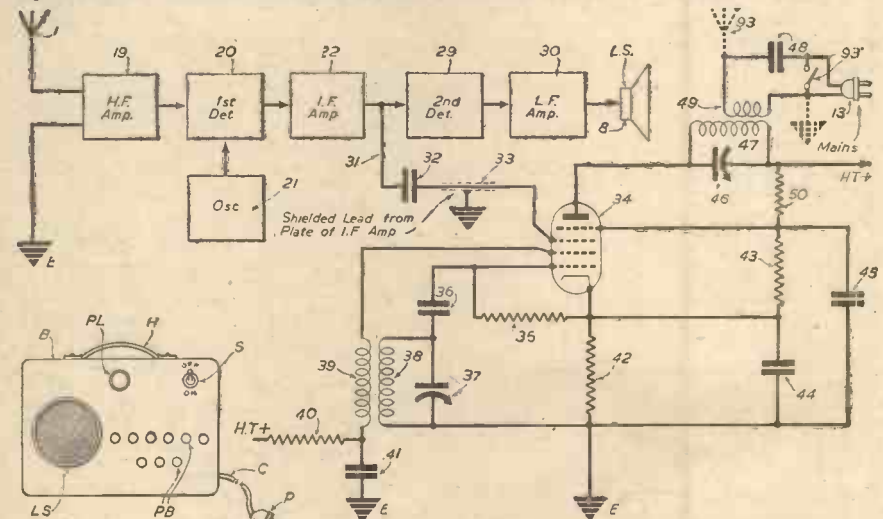 1
19
20
22
29
30
L.S.
93
48
93'
H.F. Amp.
1st Det.
I.F. Amp
2nd Det.
L.F. Amp.
8
49
13
Mains
47
46
HT+
31
32
33
34
50
Osc
21
Shielded Lead from Plate of I.F. Amp
E
43
45
36
35
PL
H
B
S
OFF
ON
39
38
37
42
44
H.T+
40
41
C
P
LS
PB
E
E